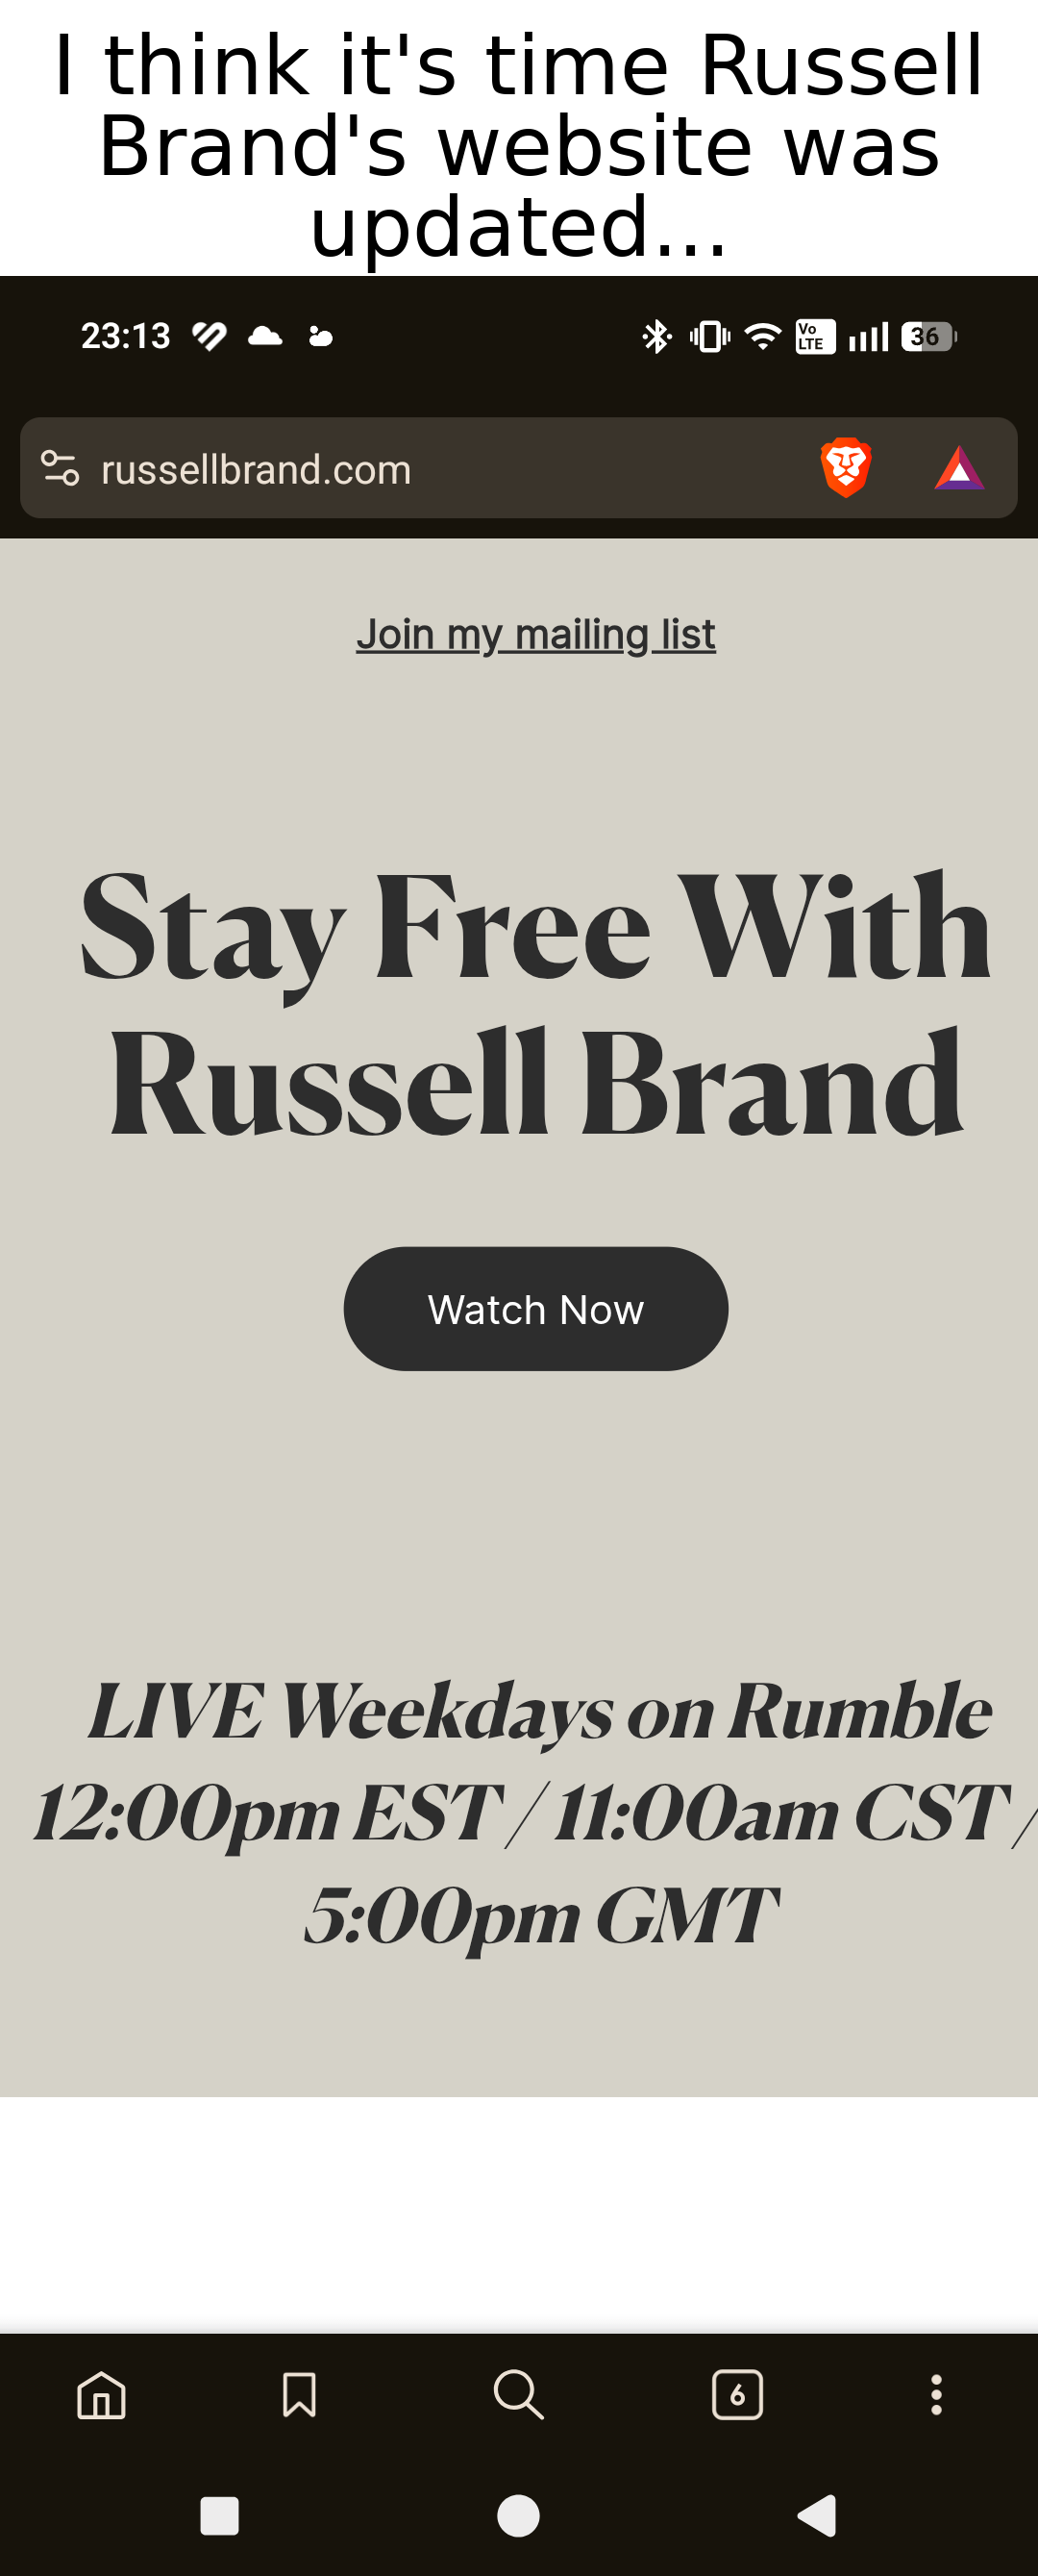 I think it's time Russell
Brand's website was
updated...
23:13
Vo
LTE
36
russellbrand.com
Join my mailing list
Stay Free With
Russell Brand
Watch Now
LIVE Weekdays on Rumble
12:00pm EST / 11:00am CST /
5:00pm GMT
6